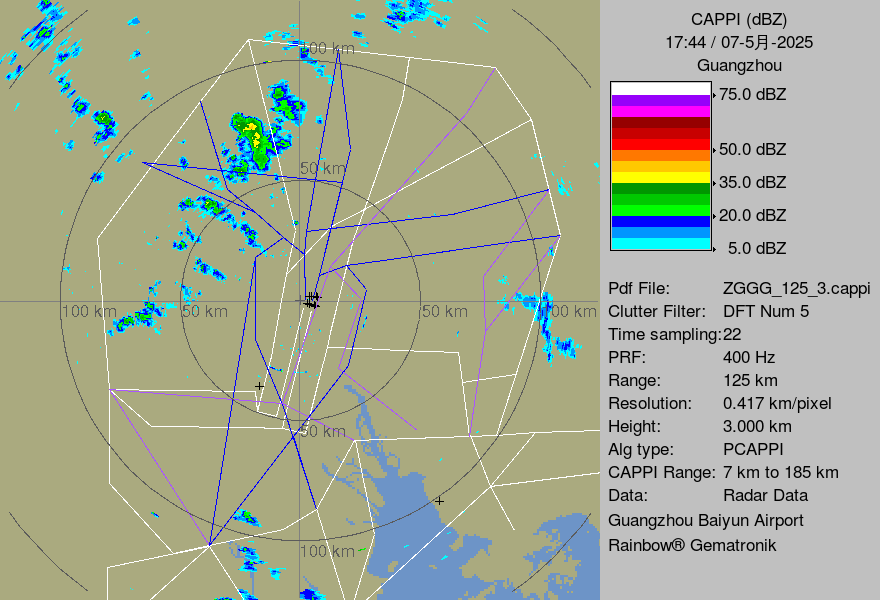 CAPPI (dBZ)
17:44 / 07-5月-2025
Guangzhou
75.0 dBZ
50.0 dBZ
35.0 dBZ
20.0 dBZ
5.0 dBZ
Pdf File: ZGGG_125_3.cappi
Clutter Filter: DFT Num 5
Time sampling:22
PRF: 400 Hz
Range: 125 km
Resolution: 0.417 km/pixel
Height: 3.000 km
Alg type: PCAPPI
CAPPI Range: 7 km to 185 km
Data: Radar Data
Guangzhou Baiyun Airport
Rainbow® Gematronik
100 km
50 km
100 km
50 km
50 km
100 km
50 km
100 km